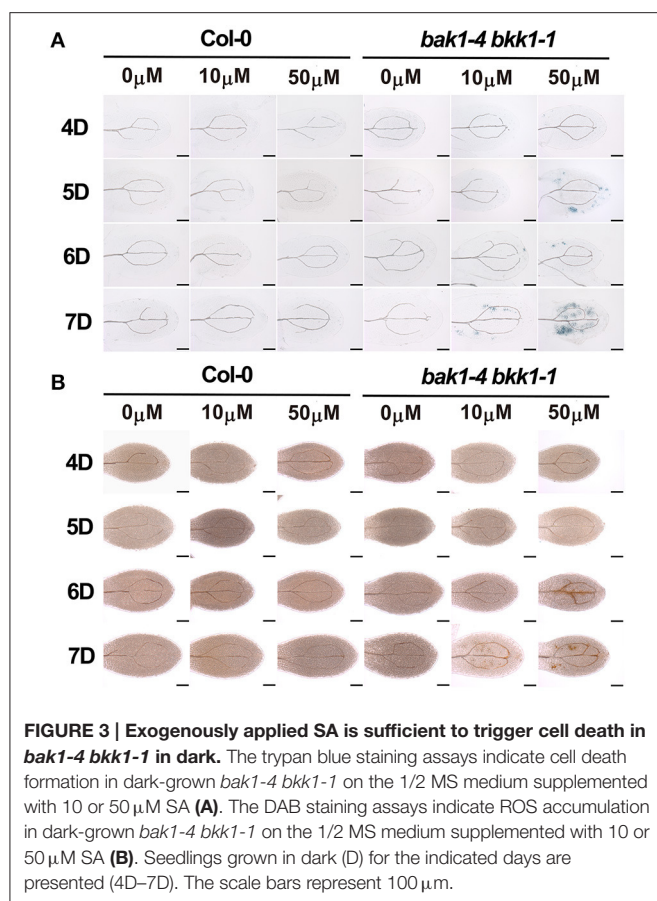 A
Col-0 bak1-4 bkk1-1
0μM 10μM 50μM 0μM 10μM 50μM
4D
5D
6D
7D
B
Col-0 bak1-4 bkk1-1
0μM 10μM 50μM 0μM 10μM 50μM
4D
5D
6D
7D
FIGURE 3 | Exogenously applied SA is sufficient to trigger cell death in
bak1-4 bkk1-1 in dark. The trypan blue staining assays indicate cell death
formation in dark-grown bak1-4 bkk1-1 on the 1/2 MS medium supplemented
with 10 or 50 μM SA (A). The DAB staining assays indicate ROS accumulation
in dark-grown bak1-4 bkk1-1 on the 1/2 MS medium supplemented with 10 or
50 μM SA (B). Seedlings grown in dark (D) for the indicated days are
presented (4D–7D). The scale bars represent 100 μm.